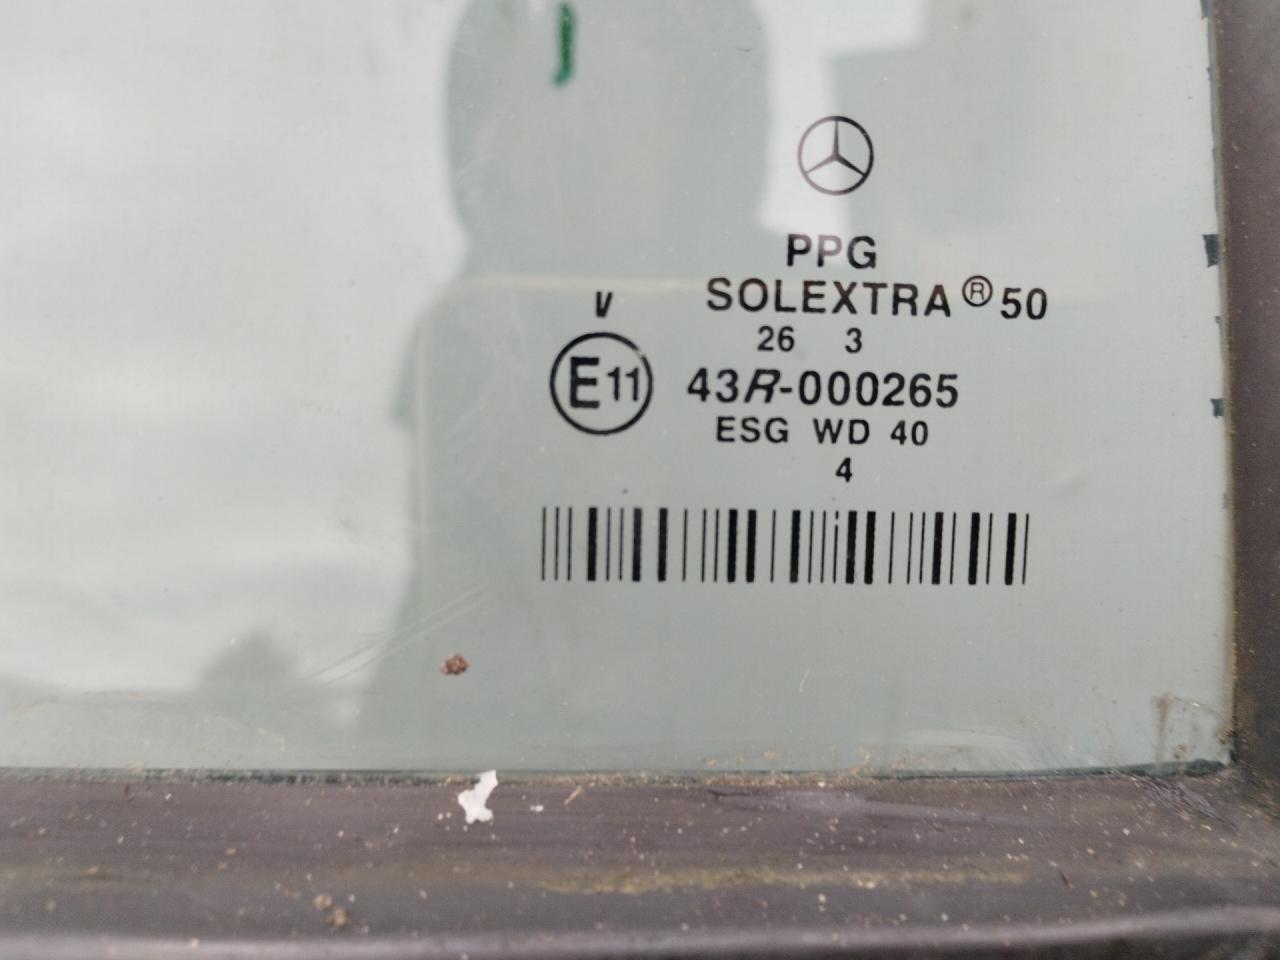 PPG
SOLEXTRA® 50
V
26 3
E11 43R-000265
ESG WD 40
4